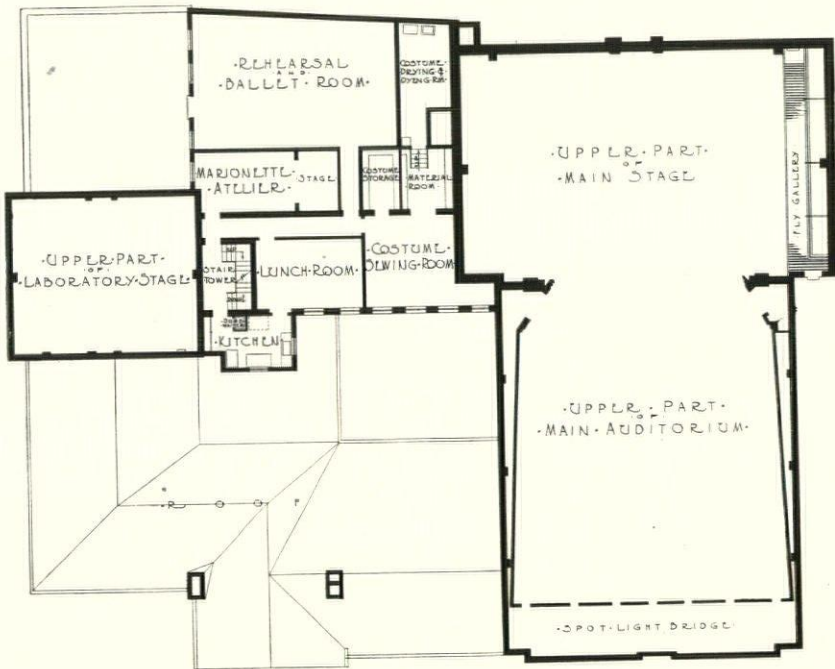 ·REHEARSAL
AND
·BALLET·ROOM·
COSTUME
DRYING &
DYEING·RM·
·UPPER·PART·
OF
MAIN STAGE
FLY GALLERY
MARIONETTE
·ATELIER·
STAGE
COSTUME
STORAGE
MATERIAL
ROOM
·UPPER·PART·
OF
·LABORATORY·STAGE·
STAIR
TOWER
LUNCH·ROOM
·COSTUME·
SEWING·ROOM
·KITCHEN
·UPPER·PART·
OF
·MAIN·AUDITORIUM·
·SPOT·LIGHT BRIDGE·